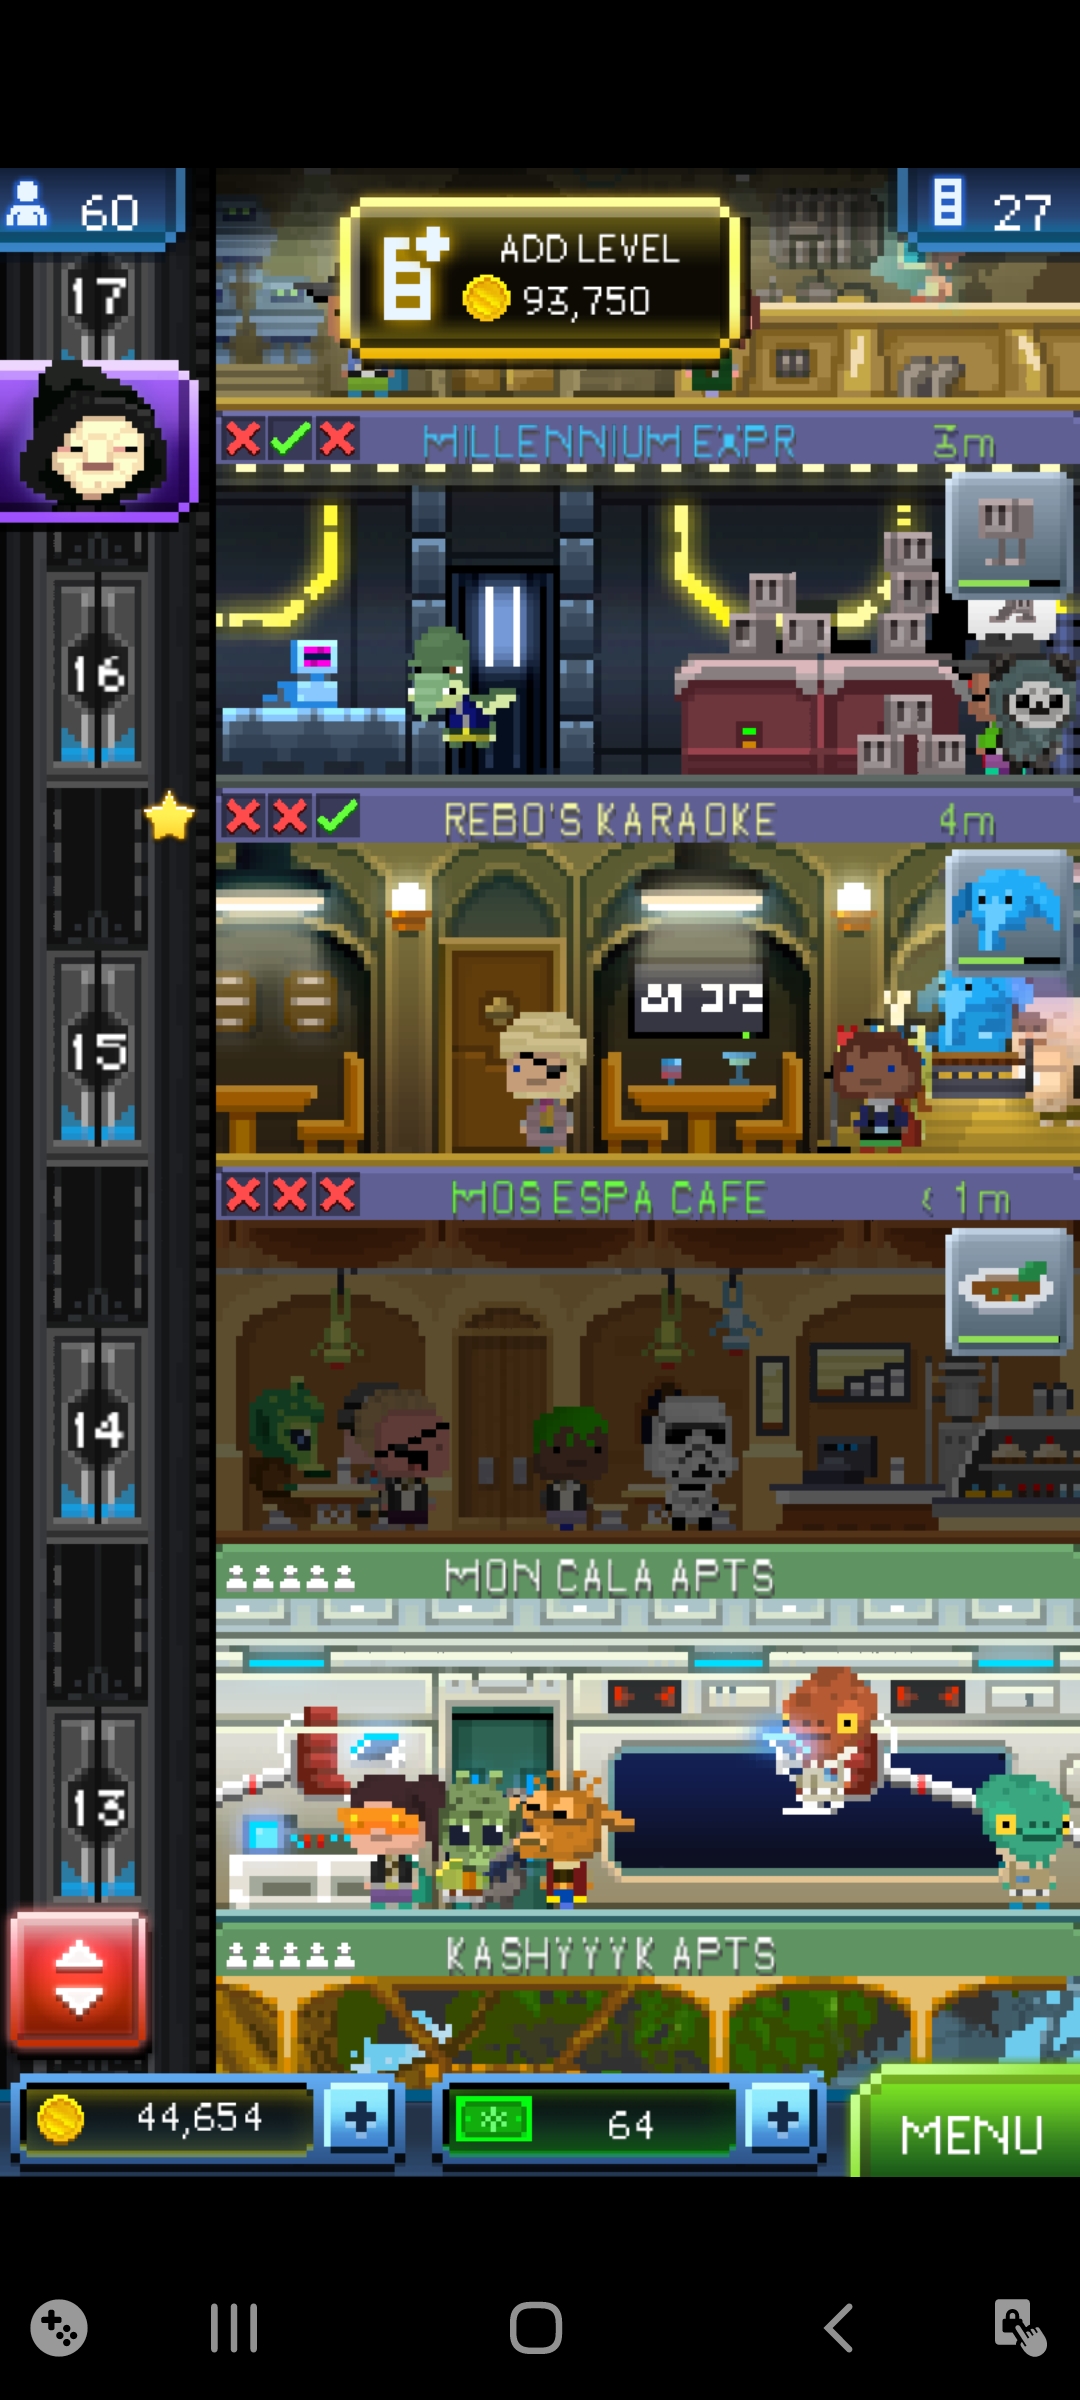 60
27
17
ADD LEVEL
93,750
MILLENNIUM EXPR
3m
16
REBO'S KARAOKE
4m
15
MOS ESPA CAFE
< 1m
14
MON CALA APTS
13
KASHYYYK APTS
44,654
64
MENU